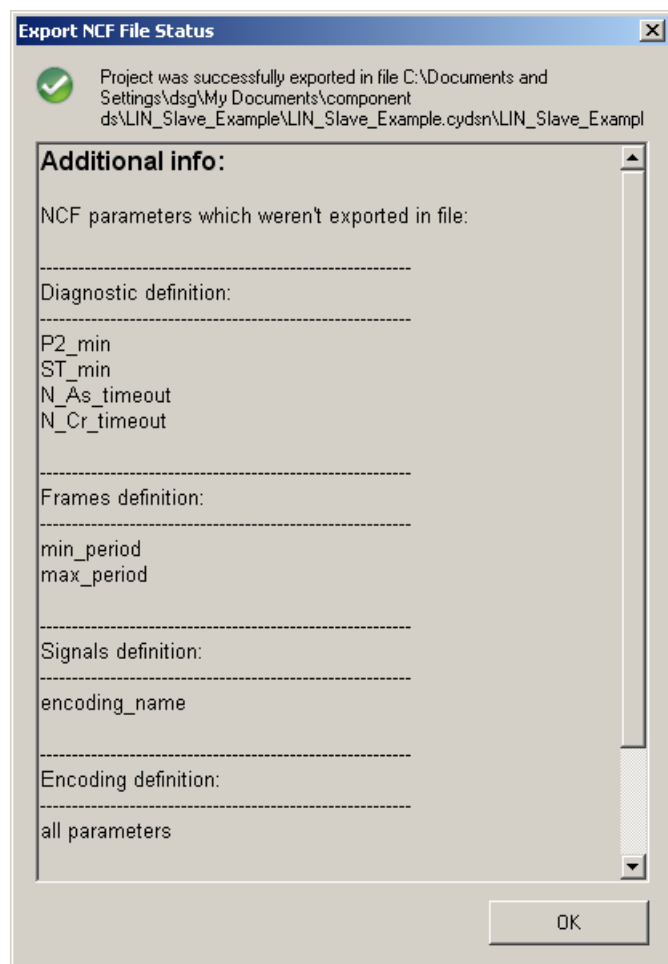 Export NCF File Status
Project was successfully exported in file C:\Documents and
Settings\dsg\My Documents\component
ds\LIN_Slave_Example\LIN_Slave_Example.cydsn\LIN_Slave_Exampl
Additional info:
NCF parameters which weren't exported in file:
----------------------------------------------------------
Diagnostic definition:
----------------------------------------------------------
P2_min
ST_min
N_As_timeout
N_Cr_timeout
----------------------------------------------------------
Frames definition:
----------------------------------------------------------
min_period
max_period
----------------------------------------------------------
Signals definition:
----------------------------------------------------------
encoding_name
----------------------------------------------------------
Encoding definition:
----------------------------------------------------------
all parameters
OK